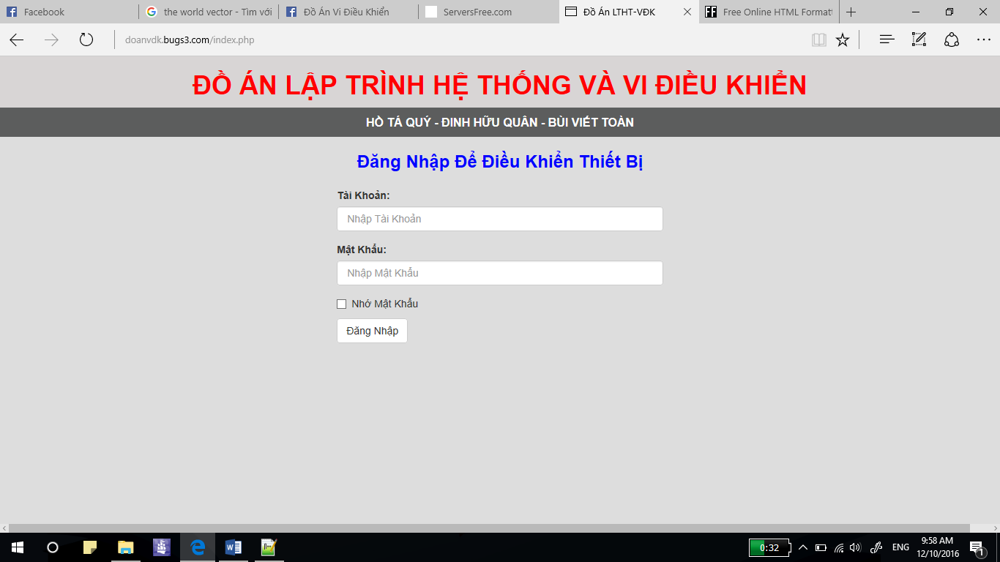 Facebook
the world vector - Tìm với
Đồ Án Vi Điều Khiển
ServersFree.com
Đồ Án LTHT-VĐK
Free Online HTML Formatt
doanvdk.bugs3.com/index.php
ĐỒ ÁN LẬP TRÌNH HỆ THỐNG VÀ VI ĐIỀU KHIỂN
HỒ TÁ QUÝ - ĐINH HỮU QUÂN - BÙI VIẾT TOÀN
Đăng Nhập Để Điều Khiển Thiết Bị
Tài Khoản:
Nhập Tài Khoản
Mật Khẩu:
Nhập Mật Khẩu
Nhớ Mật Khẩu
Đăng Nhập
0:32
ENG
9:58 AM
12/10/2016
1